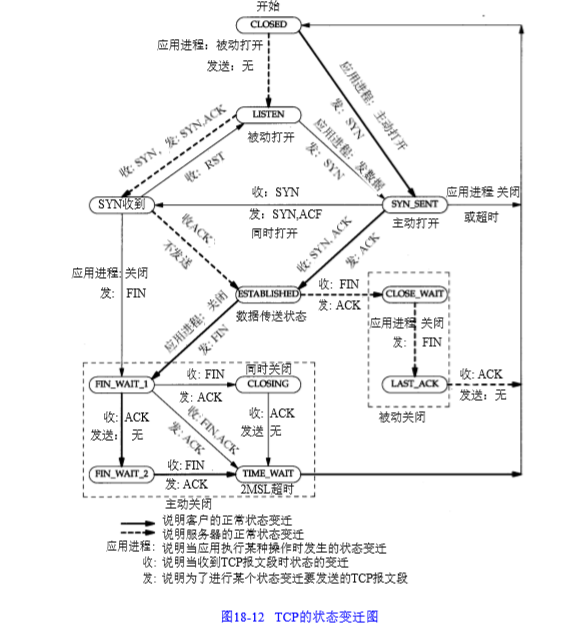 开始
CLOSED
应用进程：被动打开
发送：无
应用进程：主动打开
发：SYN
LISTEN
被动打开
收：SYN，发：SYN,ACK
收：RST
应用进程：发数据
发：SYN
SYN收到
收：SYN
发：SYN,ACF
同时打开
SYN_SENT
主动打开
应用进程 关闭
或超时
收ACK：
不发送
收：SYN, ACK
发：ACK
应用进程: 关闭
发: FIN
ESTABLISHED
数据传送状态
收: FIN
发: ACK
CLOSE_WAIT
应用进程 关闭
发: FIN
LAST_ACK
收: ACK
发送：无
被动关闭
应用进程：关闭
发: FIN
FIN_WAIT_1
收: FIN
发: ACK
同时关闭
CLOSING
收: ACK
发送：无
收: FIN,ACK
发: ACK
收: ACK
发送 无
FIN_WAIT_2
收: FIN
发: ACK
TIME_WAIT
2MSL超时
主动关闭
说明客户的正常状态变迁
说明服务器的正常状态变迁
应用进程：说明当应用执行某种操作时发生的状态变迁
收：说明当收到TCP报文段时状态的变迁
发：说明为了进行某个状态变迁要发送的TCP报文段
图18-12 TCP的状态变迁图